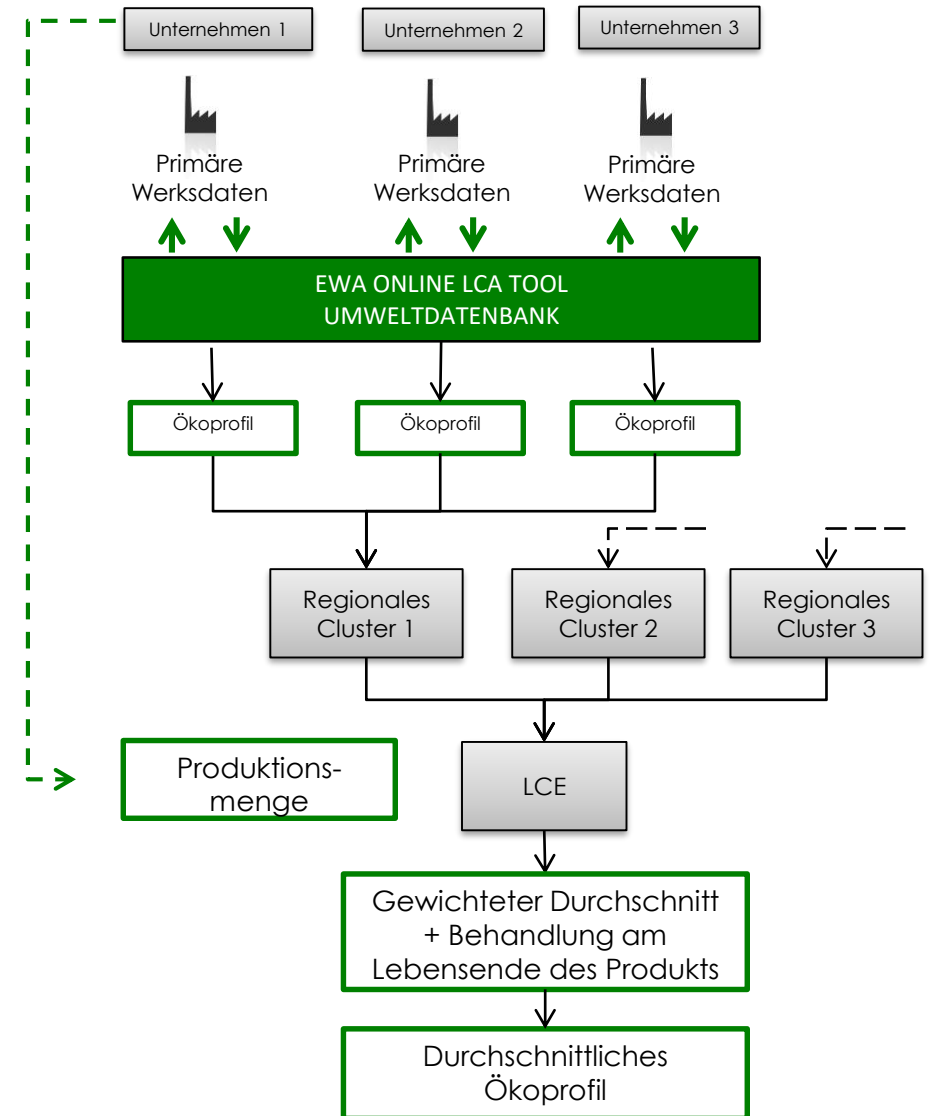 Unternehmen 1
Unternehmen 2
Unternehmen 3
Primäre
Werksdaten
Primäre
Werksdaten
Primäre
Werksdaten
EWA ONLINE LCA TOOL
UMWELTDATENBANK
Ökoprofil
Ökoprofil
Ökoprofil
Regionales
Cluster 1
Regionales
Cluster 2
Regionales
Cluster 3
Produktions-
menge
LCE
Gewichteter Durchschnitt
+ Behandlung am
Lebensende des Produkts
Durchschnittliches
Ökoprofil